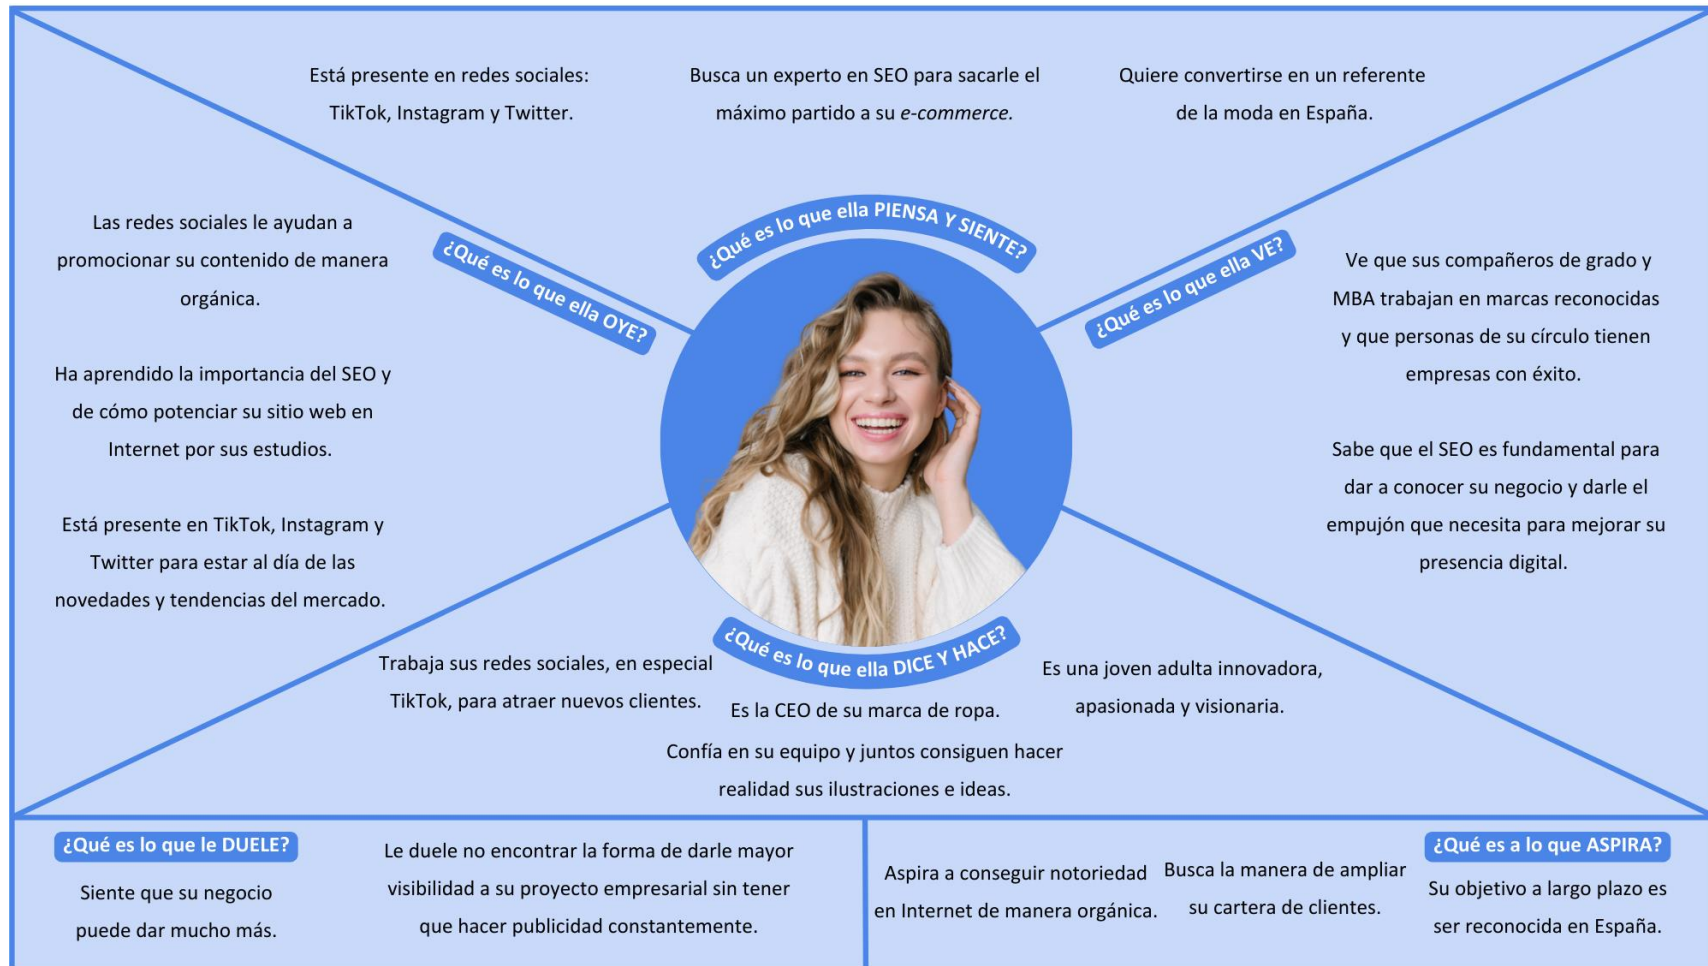 Está presente en redes sociales:
TikTok, Instagram y Twitter.
Busca un experto en SEO para sacarle el
máximo partido a su e-commerce.
Quiere convertirse en un referente
de la moda en España.
¿Qué es lo que ella PIENSA Y SIENTE?
¿Qué es lo que ella OYE?
Las redes sociales le ayudan a
promocionar su contenido de manera
orgánica.
Ha aprendido la importancia del SEO y
de cómo potenciar su sitio web en
Internet por sus estudios.
Está presente en TikTok, Instagram y
Twitter para estar al día de las
novedades y tendencias del mercado.
¿Qué es lo que ella VE?
Ve que sus compañeros de grado y
MBA trabajan en marcas reconocidas
y que personas de su círculo tienen
empresas con éxito.
Sabe que el SEO es fundamental para
dar a conocer su negocio y darle el
empujón que necesita para mejorar su
presencia digital.
¿Qué es lo que ella DICE Y HACE?
Trabaja sus redes sociales, en especial
TikTok, para atraer nuevos clientes.
Es la CEO de su marca de ropa.
Es una joven adulta innovadora,
apasionada y visionaria.
Confía en su equipo y juntos consiguen hacer
realidad sus ilustraciones e ideas.
¿Qué es lo que le DUELE?
Siente que su negocio
puede dar mucho más.
Le duele no encontrar la forma de darle mayor
visibilidad a su proyecto empresarial sin tener
que hacer publicidad constantemente.
Aspira a conseguir notoriedad
en Internet de manera orgánica.
Busca la manera de ampliar
su cartera de clientes.
¿Qué es a lo que ASPIRA?
Su objetivo a largo plazo es
ser reconocida en España.